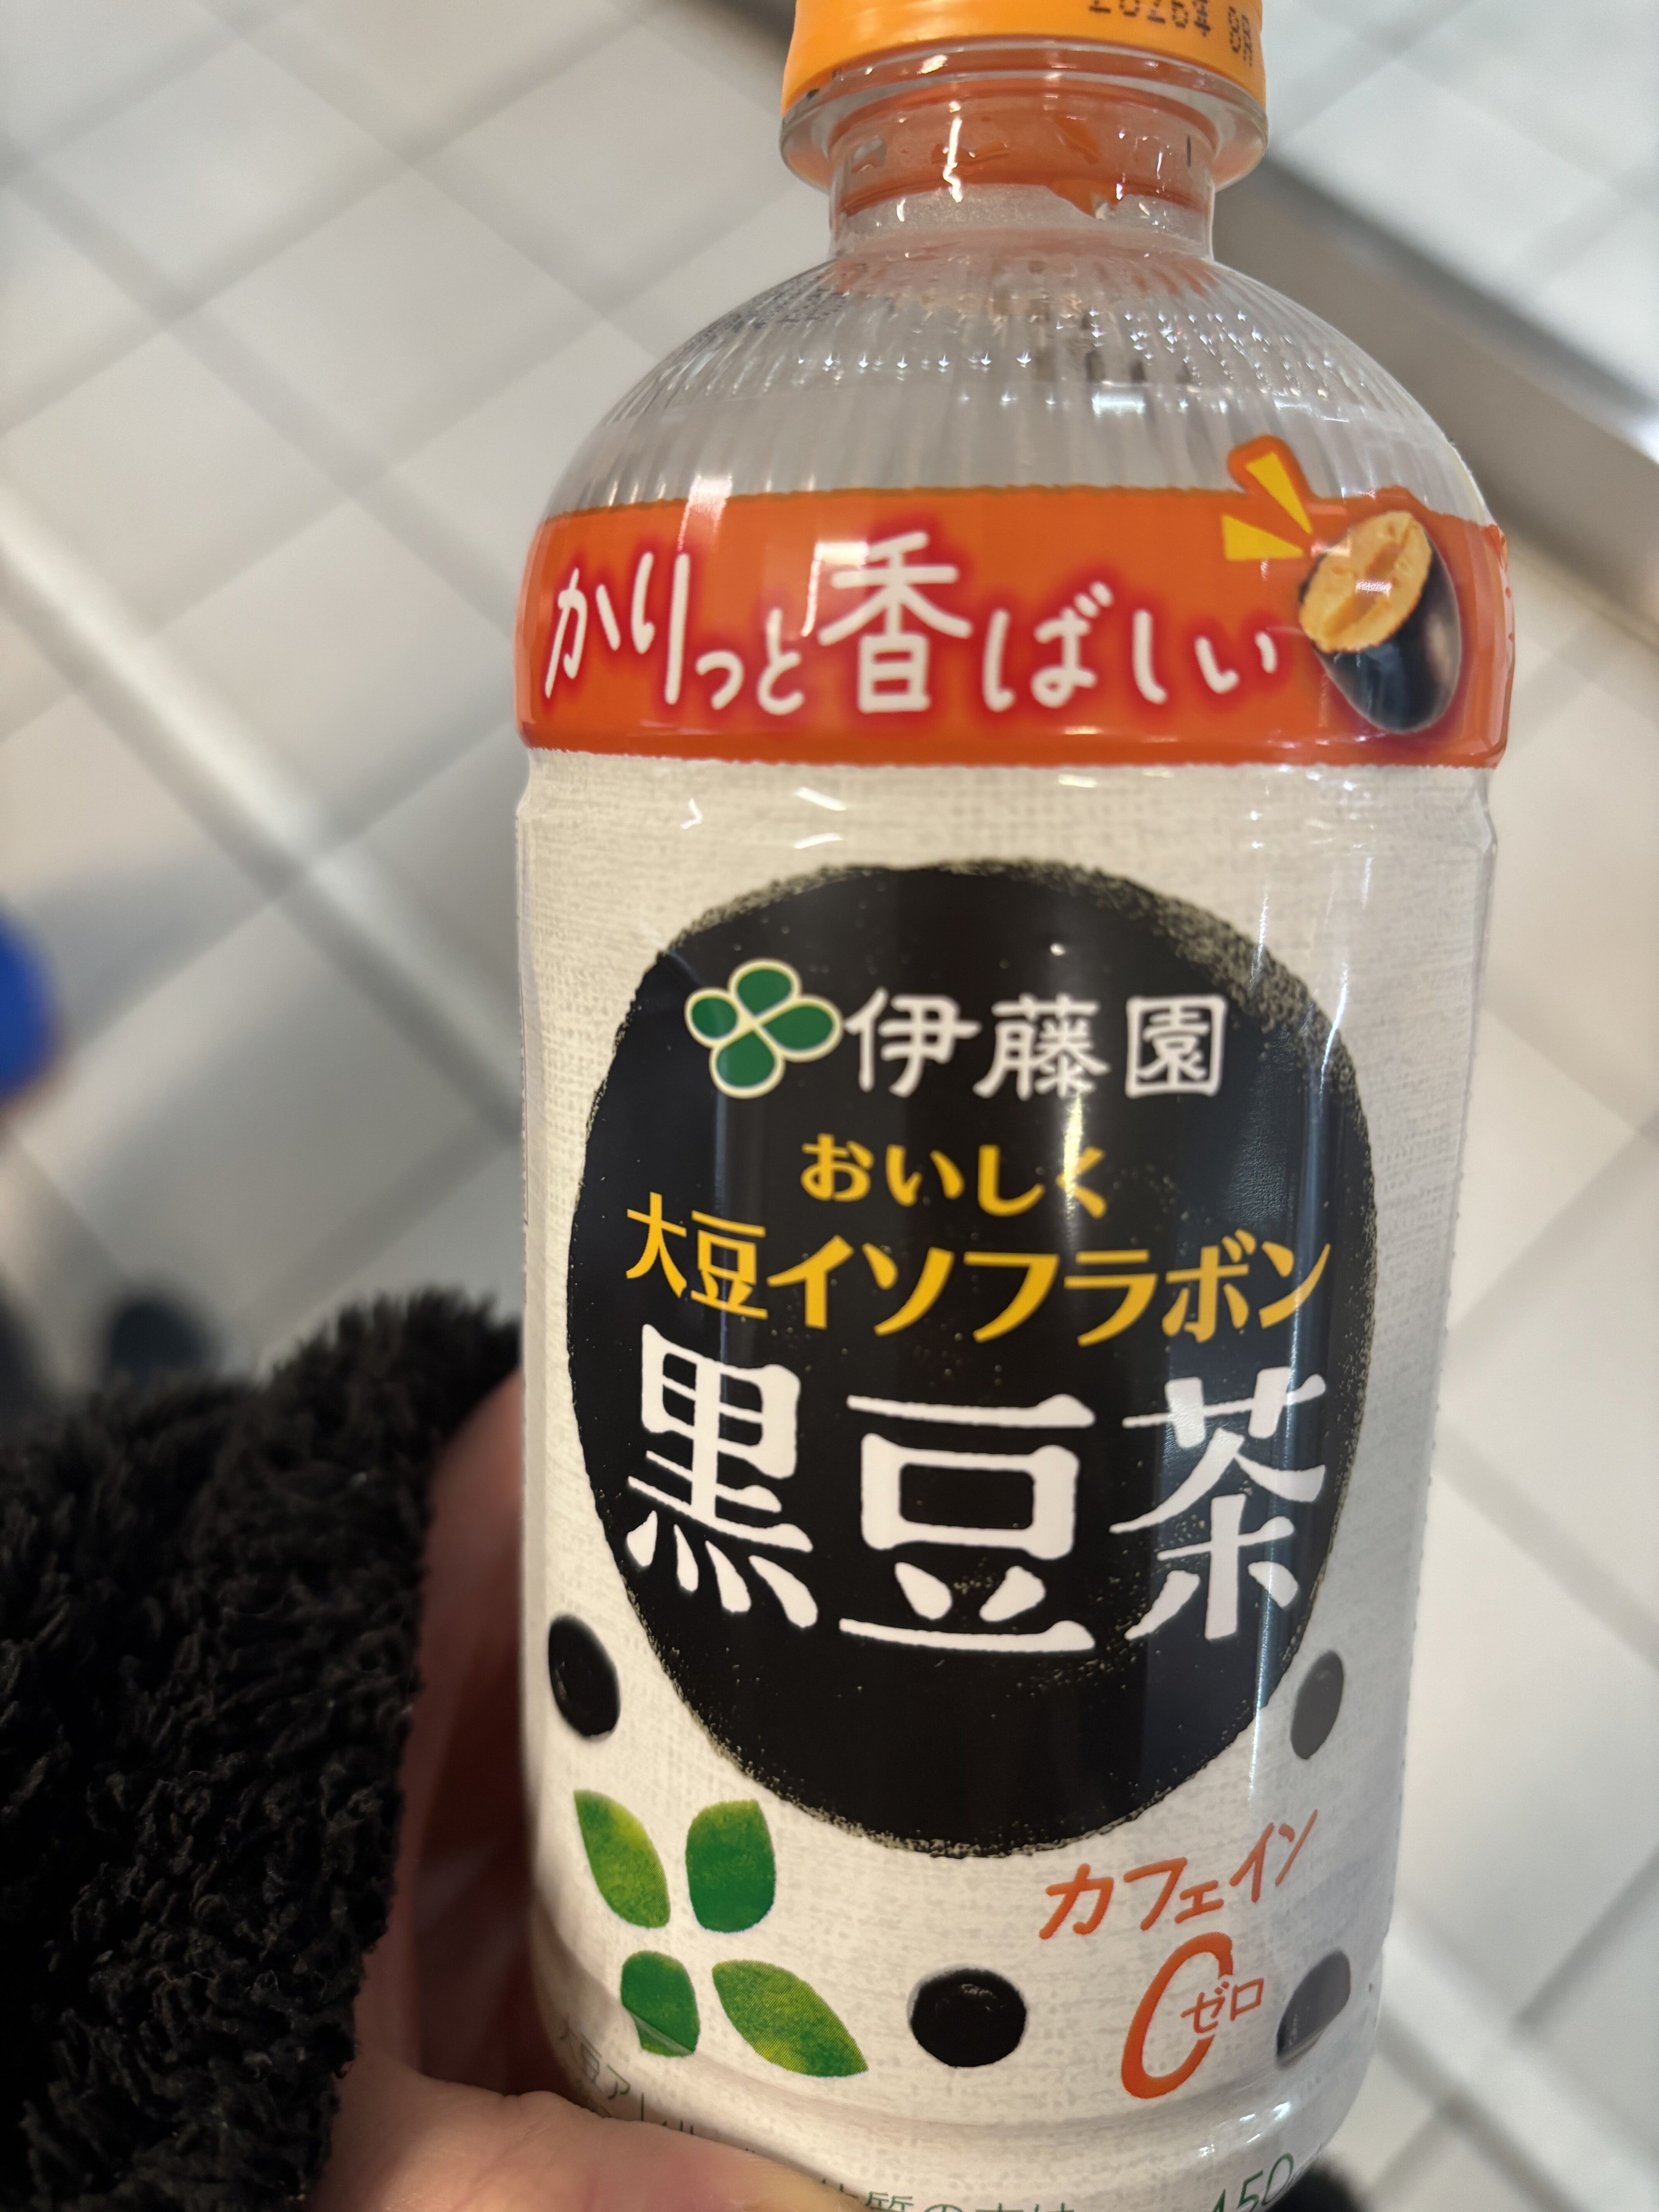 かりっと香ばしい
伊藤園
おいしく
大豆イソフラボン
黒豆茶
カフェイン
0ゼロ
450